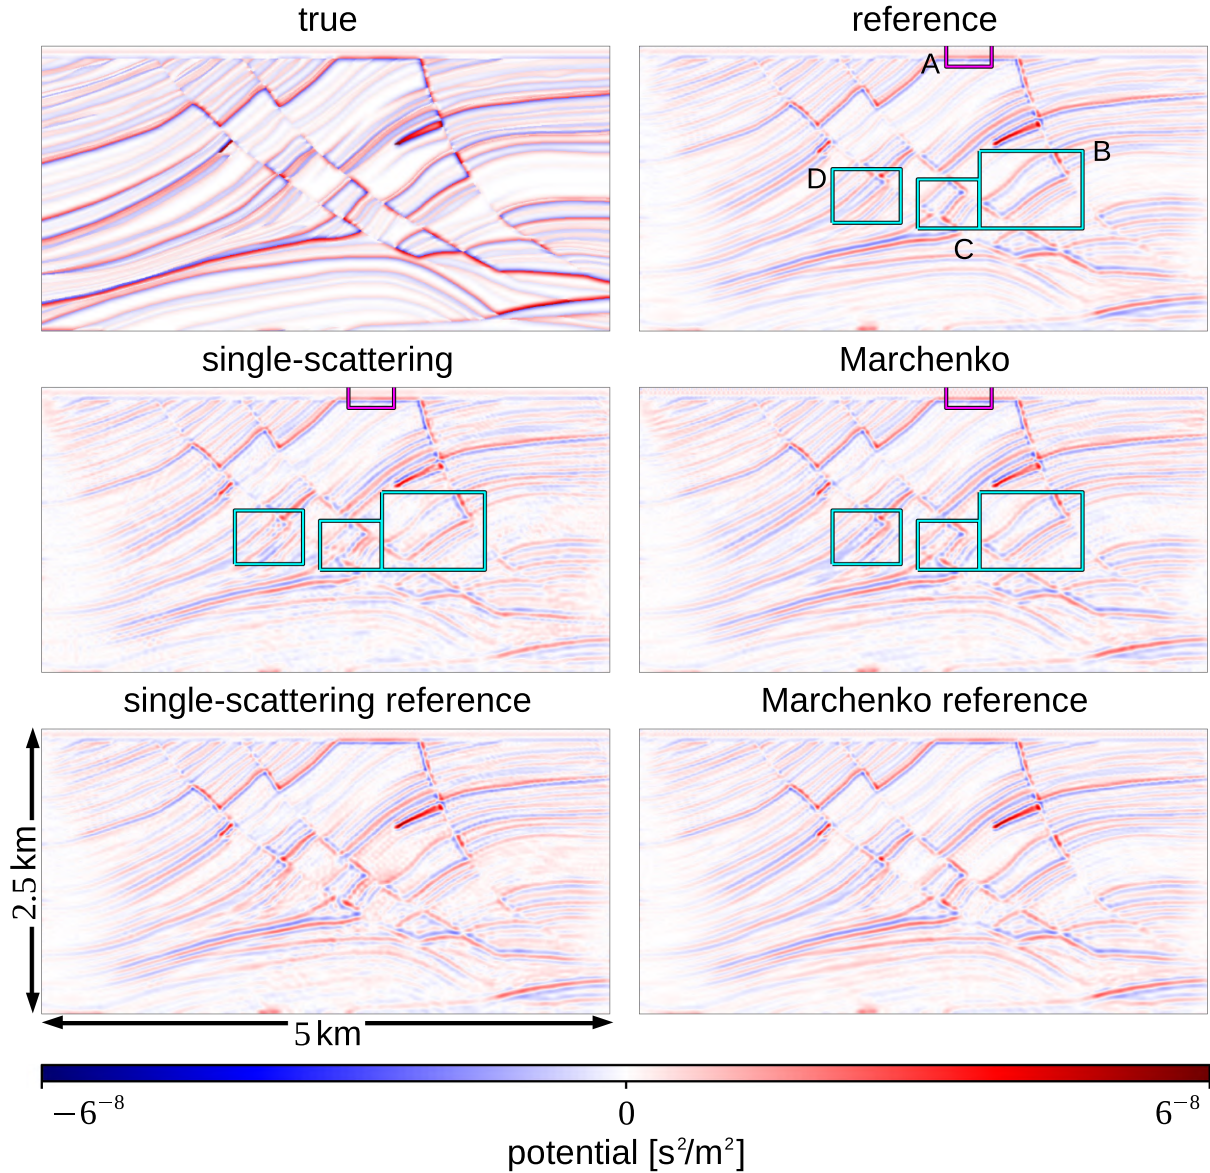 true
reference
A
B
D
C
single-scattering
Marchenko
single-scattering reference
Marchenko reference
2.5 km
5 km
−6⁻⁸
0
6⁻⁸
potential [s²/m²]